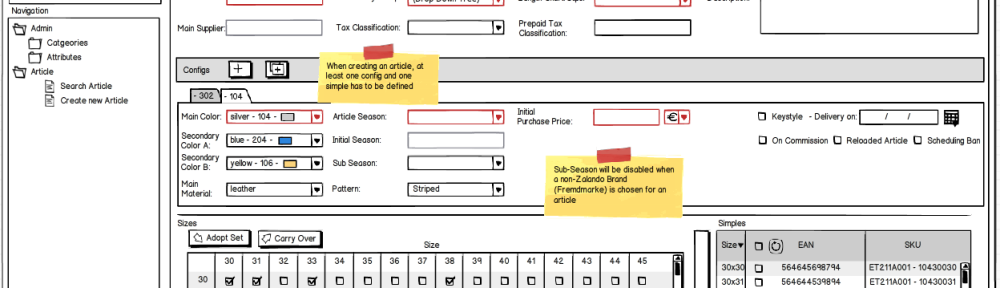 Navigation
(Drop Down Tree)
Admin
Catgeories
Attributes
Article
Search Article
Create new Article
Main Supplier:
Tax Classification:
Prepaid Tax
Classification:
Configs
When creating an article, at
least one config and one
simple has to be defined
- 302
- 104
Main Color:
silver - 104 -
Article Season:
Initial
Purchase Price:
€
Keystyle
- Delivery on:
/ /
Secondary
Color A:
blue - 204 -
Initial Season:
On Commission
Reloaded Article
Scheduling Ban
Secondary
Color B:
yellow - 106 -
Sub Season:
Sub-Season will be disabled when
a non-Zalando Brand
(Fremdmarke) is chosen for an
article
Main
Material:
leather
Pattern:
Striped
Sizes
Adopt Set
Carry Over
Size
30 31 32 33 34 35 36 37 38 39 40 41 42 43 44 45
30
Simples
Size
EAN
SKU
30x30
564645698794
ET211A001 - 10430030
30x31
564644539894
ET211A001 - 10430031